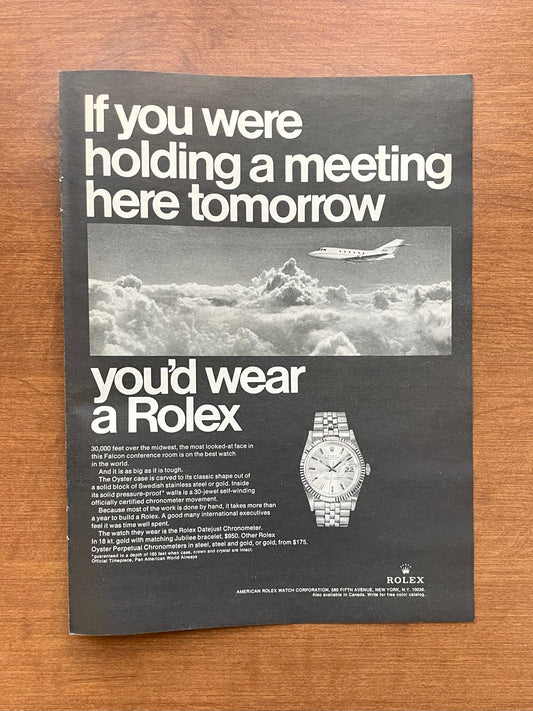 If you were
holding a meeting
here tomorrow
you'd wear
a Rolex
30,000 feet over the midwest, the most looked-at face in
this Falcon conference room is on the best watch
in the world.
And it is as big as it is tough.
The Oyster case is carved to its classic shape out of
a solid block of Swedish stainless steel or gold. Inside
its solid pressure-proof* walls is a 30-jewel self-winding
officially certified chronometer movement.
Because most of the work is done by hand, it takes more than
a year to build a Rolex. A good many international executives
feel it was time well spent.
The watch they wear is the Rolex Datejust Chronometer.
In 18 kt. gold with matching Jubilee bracelet, $950. Other Rolex
Oyster Perpetual Chronometers in steel, steel and gold, or gold, from $175.
*guaranteed to a depth of 165 feet when case, crown and crystal are intact.
Official Timepiece, Pan American World Airways
ROLEX
AMERICAN ROLEX WATCH CORPORATION, 580 FIFTH AVENUE, NEW YORK, N.Y. 10036.
Also available in Canada. Write for free color catalog.